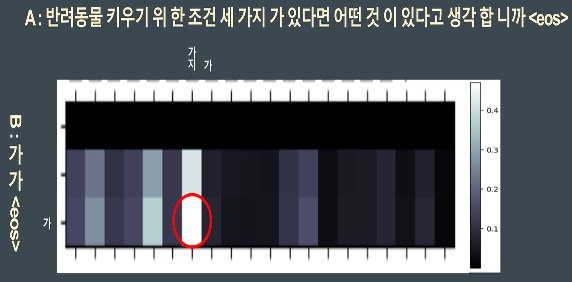 A : 반려동물 키우기 위 한 조건 세 가지 가 있다면 어떤 것 이 있다고 생각 합 니까 <eos>
가
지 가
B : 가 가 <eos>
가
0.4
0.3
0.2
0.1